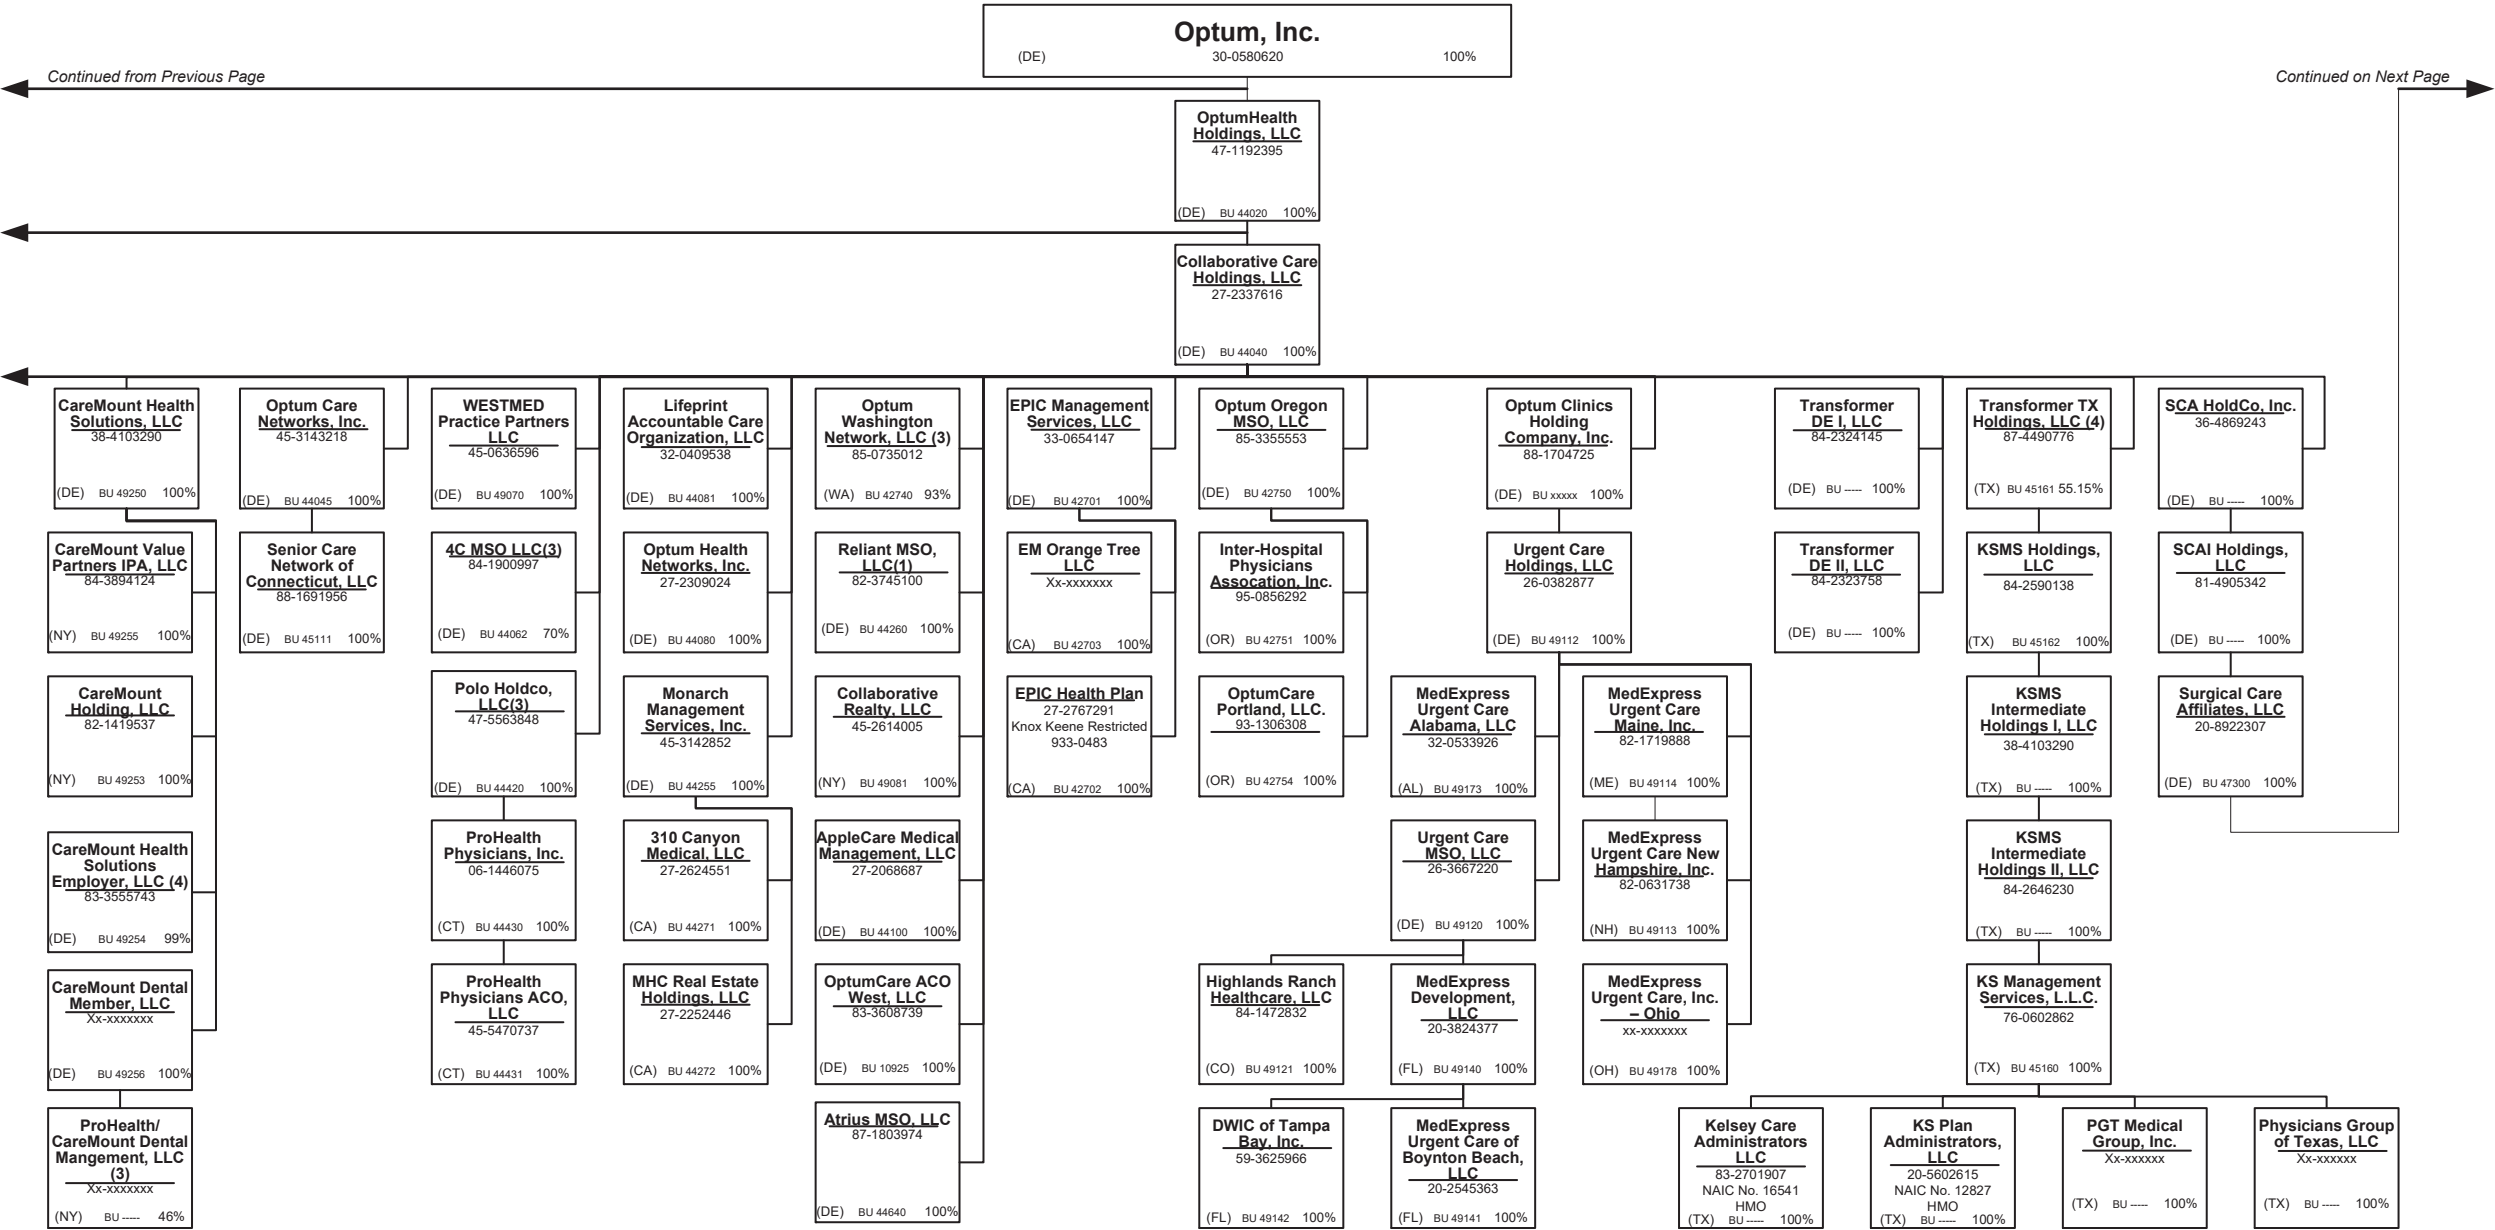 Optum, Inc.
(DE) 30-0580620 100%
Continued from Previous Page
Continued on Next Page
OptumHealth
Holdings, LLC
47-1192395
(DE) BU 44020 100%
Collaborative Care
Holdings, LLC
27-2337616
(DE) BU 44040 100%
CareMount Health
Solutions, LLC
38-4103290
(DE) BU 49250 100%
Optum Care
Networks, Inc.
45-3143218
(DE) BU 44045 100%
WESTMED
Practice Partners
LLC
45-0636596
(DE) BU 49070 100%
Lifeprint
Accountable Care
Organization, LLC
32-0409538
(DE) BU 44081 100%
Optum
Washington
Network, LLC (3)
85-0735012
(WA) BU 42740 93%
EPIC Management
Services, LLC
33-0654147
(DE) BU 42701 100%
Optum Oregon
MSO, LLC
85-3355553
(DE) BU 42750 100%
Optum Clinics
Holding
Company, Inc.
88-1704725
(DE) BU xxxxx 100%
Transformer
DE I, LLC
84-2324145
(DE) BU ----- 100%
Transformer TX
Holdings, LLC (4)
87-4490776
(TX) BU 45161 55.15%
SCA HoldCo, Inc.
36-4869243
(DE) BU ----- 100%
CareMount Value
Partners IPA, LLC
84-3894124
(NY) BU 49255 100%
Senior Care
Network of
Connecticut, LLC
88-1691956
(DE) BU 45111 100%
4C MSO LLC(3)
84-1900997
(DE) BU 44062 70%
Optum Health
Networks, Inc.
27-2309024
(DE) BU 44080 100%
Reliant MSO,
LLC(1)
82-3745100
(DE) BU 44260 100%
EM Orange Tree
LLC
Xx-xxxxxxx
(CA) BU 42703 100%
Inter-Hospital
Physicians
Assocation, Inc.
95-0856292
(OR) BU 42751 100%
Urgent Care
Holdings, LLC
26-0382877
(DE) BU 49112 100%
Transformer
DE II, LLC
84-2323758
(DE) BU ----- 100%
KSMS Holdings,
LLC
84-2590138
(TX) BU 45162 100%
SCAI Holdings,
LLC
81-4905342
(DE) BU ----- 100%
CareMount
Holding, LLC
82-1419537
(NY) BU 49253 100%
Polo Holdco,
LLC(3)
47-5563848
(DE) BU 44420 100%
Monarch
Management
Services, Inc.
45-3142852
(DE) BU 44255 100%
Collaborative
Realty, LLC
45-2614005
(NY) BU 49081 100%
EPIC Health Plan
27-2767291
Knox Keene Restricted
933-0483
(CA) BU 42702 100%
OptumCare
Portland, LLC.
93-1306308
(OR) BU 42754 100%
MedExpress
Urgent Care
Alabama, LLC
32-0533926
(AL) BU 49173 100%
MedExpress
Urgent Care
Maine, Inc.
82-1719888
(ME) BU 49114 100%
KSMS
Intermediate
Holdings I, LLC
38-4103290
(TX) BU ----- 100%
Surgical Care
Affiliates, LLC
20-8922307
(DE) BU 47300 100%
CareMount Health
Solutions
Employer, LLC (4)
83-3555743
(DE) BU 49254 99%
ProHealth
Physicians, Inc.
06-1446075
(CT) BU 44430 100%
310 Canyon
Medical, LLC
27-2624551
(CA) BU 44271 100%
AppleCare Medical
Management, LLC
27-2068687
(DE) BU 44100 100%
Urgent Care
MSO, LLC
26-3667220
(DE) BU 49120 100%
MedExpress
Urgent Care New
Hampshire, Inc.
82-0631738
(NH) BU 49113 100%
KSMS
Intermediate
Holdings II, LLC
84-2646230
(TX) BU ----- 100%
CareMount Dental
Member, LLC
Xx-xxxxxxx
(DE) BU 49256 100%
ProHealth
Physicians ACO,
LLC
45-5470737
(CT) BU 44431 100%
MHC Real Estate
Holdings, LLC
27-2252446
(CA) BU 44272 100%
OptumCare ACO
West, LLC
83-3608739
(DE) BU 10925 100%
Highlands Ranch
Healthcare, LLC
84-1472832
(CO) BU 49121 100%
MedExpress
Development,
LLC
20-3824377
(FL) BU 49140 100%
MedExpress
Urgent Care, Inc.
– Ohio
xx-xxxxxxx
(OH) BU 49178 100%
KS Management
Services, L.L.C.
76-0602862
(TX) BU 45160 100%
ProHealth/
CareMount Dental
Mangement, LLC
(3)
Xx-xxxxxxx
(NY) BU ----- 46%
Atrius MSO, LLC
87-1803974
(DE) BU 44640 100%
DWIC of Tampa
Bay, Inc.
59-3625966
(FL) BU 49142 100%
MedExpress
Urgent Care of
Boynton Beach,
LLC
20-2545363
(FL) BU 49141 100%
Kelsey Care
Administrators
LLC
83-2701907
NAIC No. 16541
HMO
(TX) BU ----- 100%
KS Plan
Administrators,
LLC
20-5602615
NAIC No. 12827
HMO
(TX) BU ----- 100%
PGT Medical
Group, Inc.
Xx-xxxxxx
(TX) BU ----- 100%
Physicians Group
of Texas, LLC
Xx-xxxxxx
(TX) BU ----- 100%